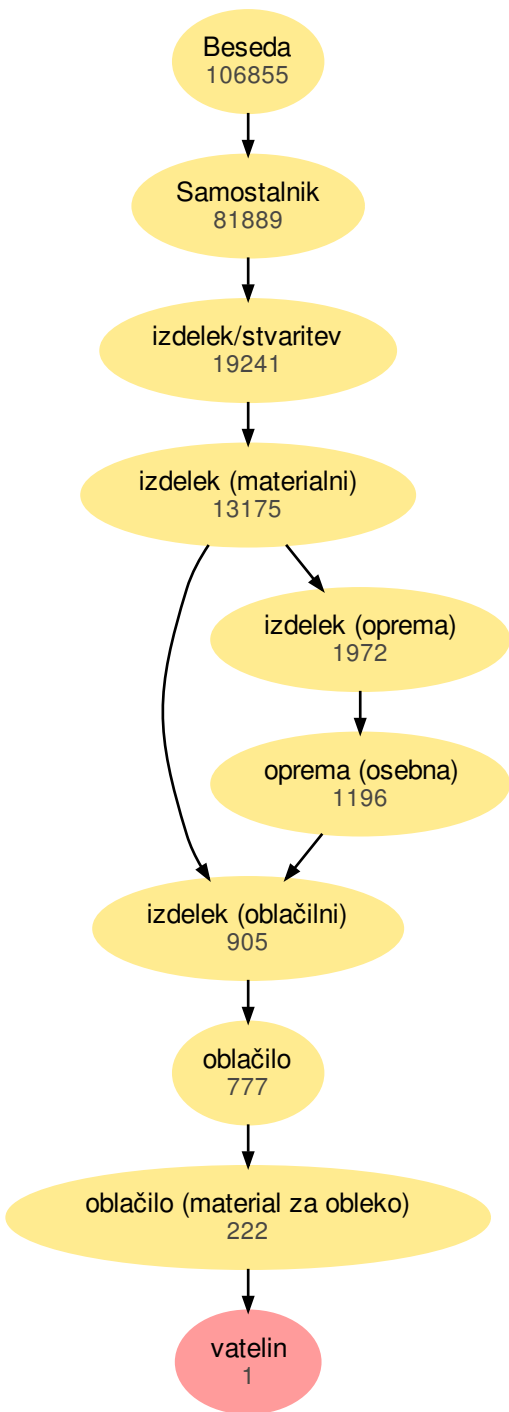 Beseda
106855
Samostalnik
81889
izdelek/stvaritev
19241
izdelek (materialni)
13175
izdelek (oprema)
1972
oprema (osebna)
1196
izdelek (oblačilni)
905
oblačilo
777
oblačilo (material za obleko)
222
vatelin
1